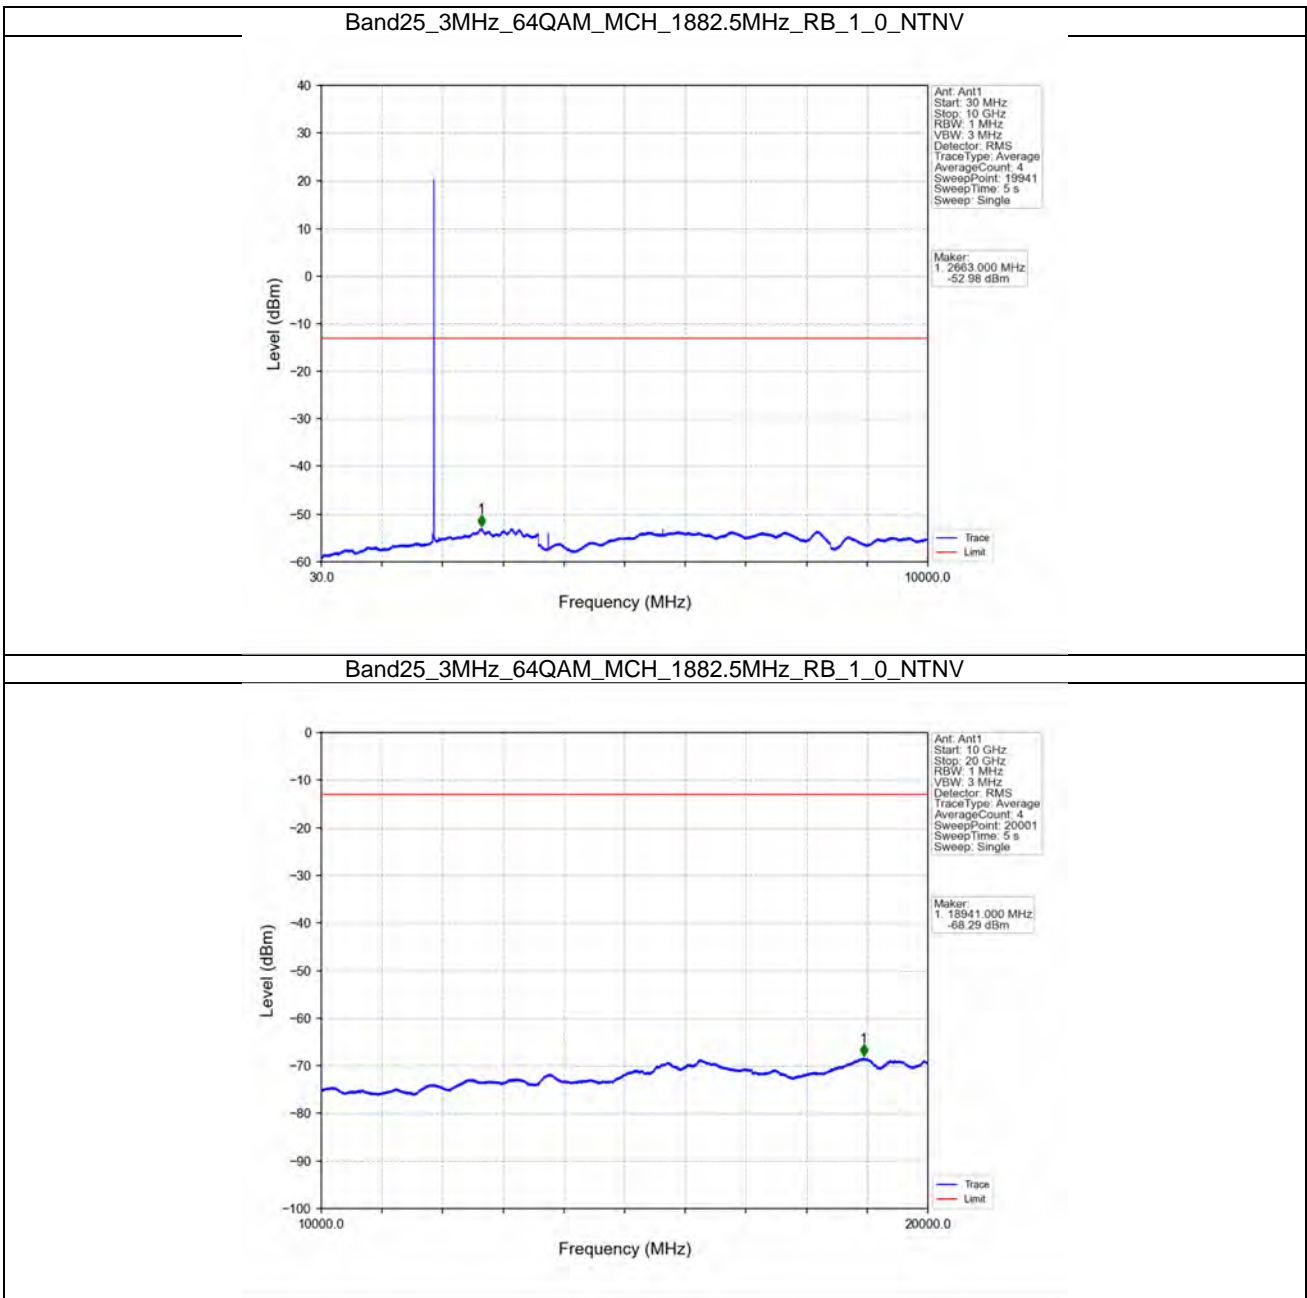 Band25_3MHz_64QAM_MCH_1882.5MHz_RB_1_0_NTNV
40
30
20
10
0
−10
−20
−30
−40
−50
−60
Level (dBm)
30.0
10000.0
Frequency (MHz)
1
Ant: Ant1
Start: 30 MHz
Stop: 10 GHz
RBW: 1 MHz
VBW: 3 MHz
Detector: RMS
TraceType: Average
AverageCount: 4
SweepPoint: 19941
SweepTime: 5 s
Sweep: Single
Maker:
1. 2663.000 MHz
-52.98 dBm
Trace
Limit
Band25_3MHz_64QAM_MCH_1882.5MHz_RB_1_0_NTNV
0
−10
−20
−30
−40
−50
−60
−70
−80
−90
−100
Level (dBm)
10000.0
20000.0
Frequency (MHz)
1
Ant: Ant1
Start: 10 GHz
Stop: 20 GHz
RBW: 1 MHz
VBW: 3 MHz
Detector: RMS
TraceType: Average
AverageCount: 4
SweepPoint: 20001
SweepTime: 5 s
Sweep: Single
Maker:
1. 18941.000 MHz
-68.29 dBm
Trace
Limit